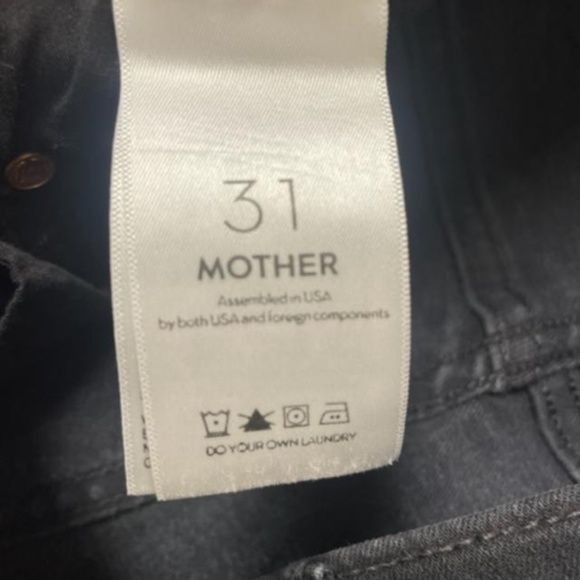 31
MOTHER
Assembled in USA
by both USA and foreign components
DO YOUR OWN LAUNDRY